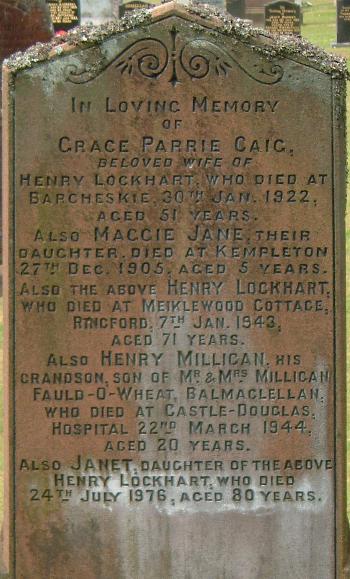 In Loving Memory
of
Grace Parrie Caig,
beloved wife of
Henry Lockhart, who died at
Barcheskie, 30th Jan. 1922,
aged 51 years.
Also Maggie Jane, their
daughter, died at Kempleton
27th Dec. 1905, aged 5 years.
Also the above Henry Lockhart,
who died at Meiklewood Cottage,
Ringford, 7th Jan. 1943,
aged 71 years.
Also Henry Milligan, his
grandson, son of Mr & Mrs Milligan
Fauld-O-Wheat, Balmaclellan,
who died at Castle-Douglas,
Hospital 22nd March 1944,
aged 20 years.
Also Janet, daughter of the above
Henry Lockhart, who died
24th July 1976, aged 80 years.